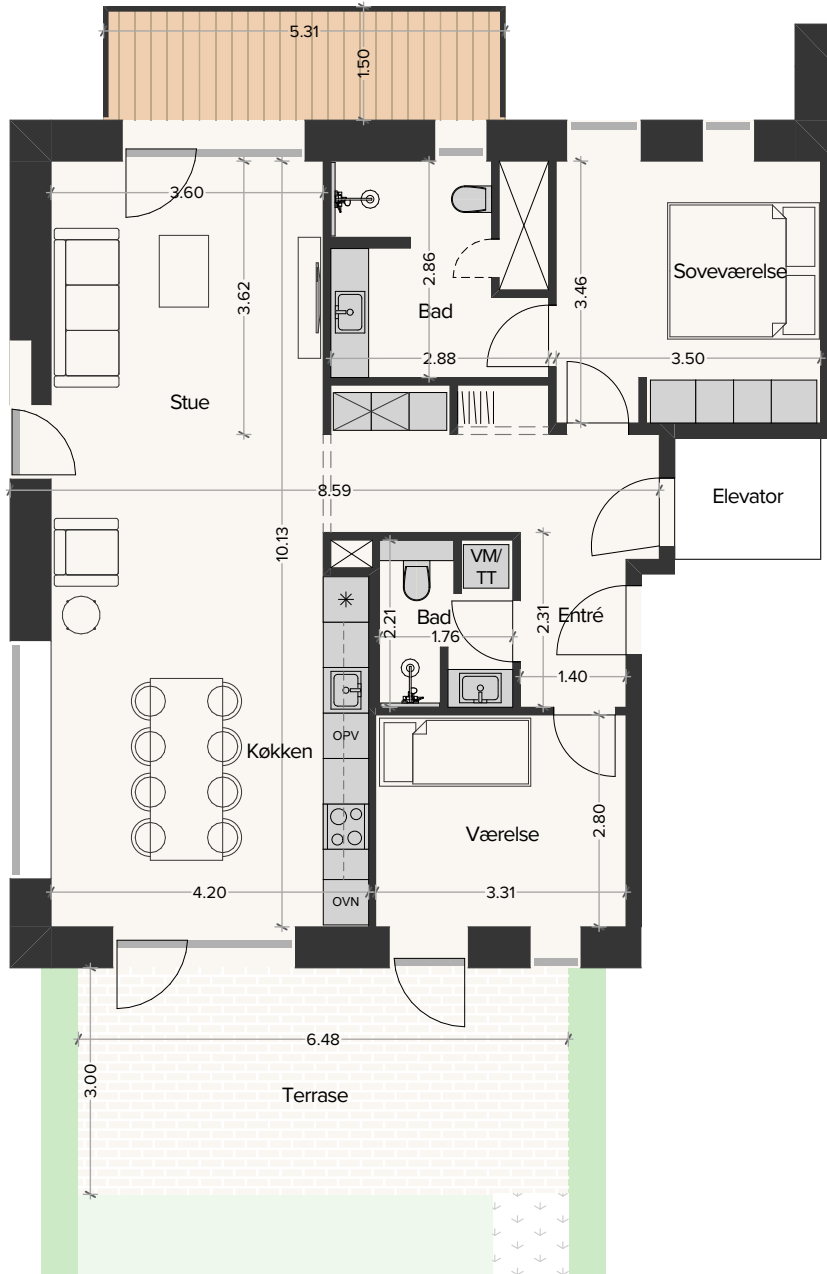 5.31
1.50
3.60
3.62
2.86
Bad
2.88
3.46
Soveværelse
3.50
Stue
8.59
Elevator
10.13
VM/
TT
2.21
Bad
1.76
2.31
Entré
1.40
OPV
Køkken
Værelse
2.80
4.20
3.31
OVN
6.48
3.00
Terrase